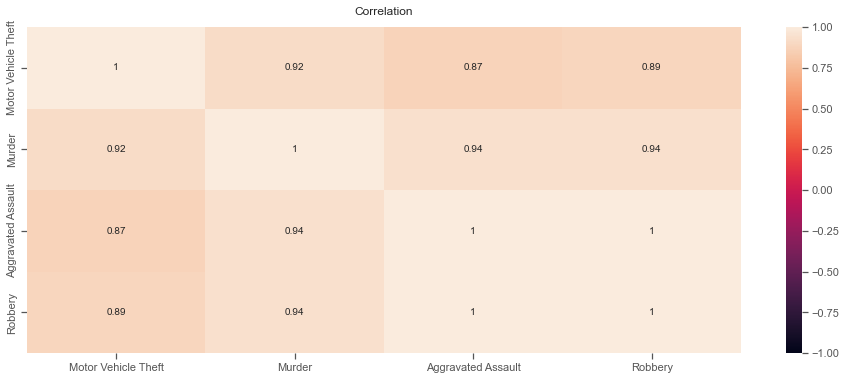 Correlation
Motor Vehicle Theft
1
0.92
0.87
0.89
Murder
0.92
1
0.94
0.94
Aggravated Assault
0.87
0.94
1
1
Robbery
0.89
0.94
1
1
Motor Vehicle Theft
Murder
Aggravated Assault
Robbery
1.00
0.75
0.50
0.25
0.00
−0.25
−0.50
−0.75
−1.00